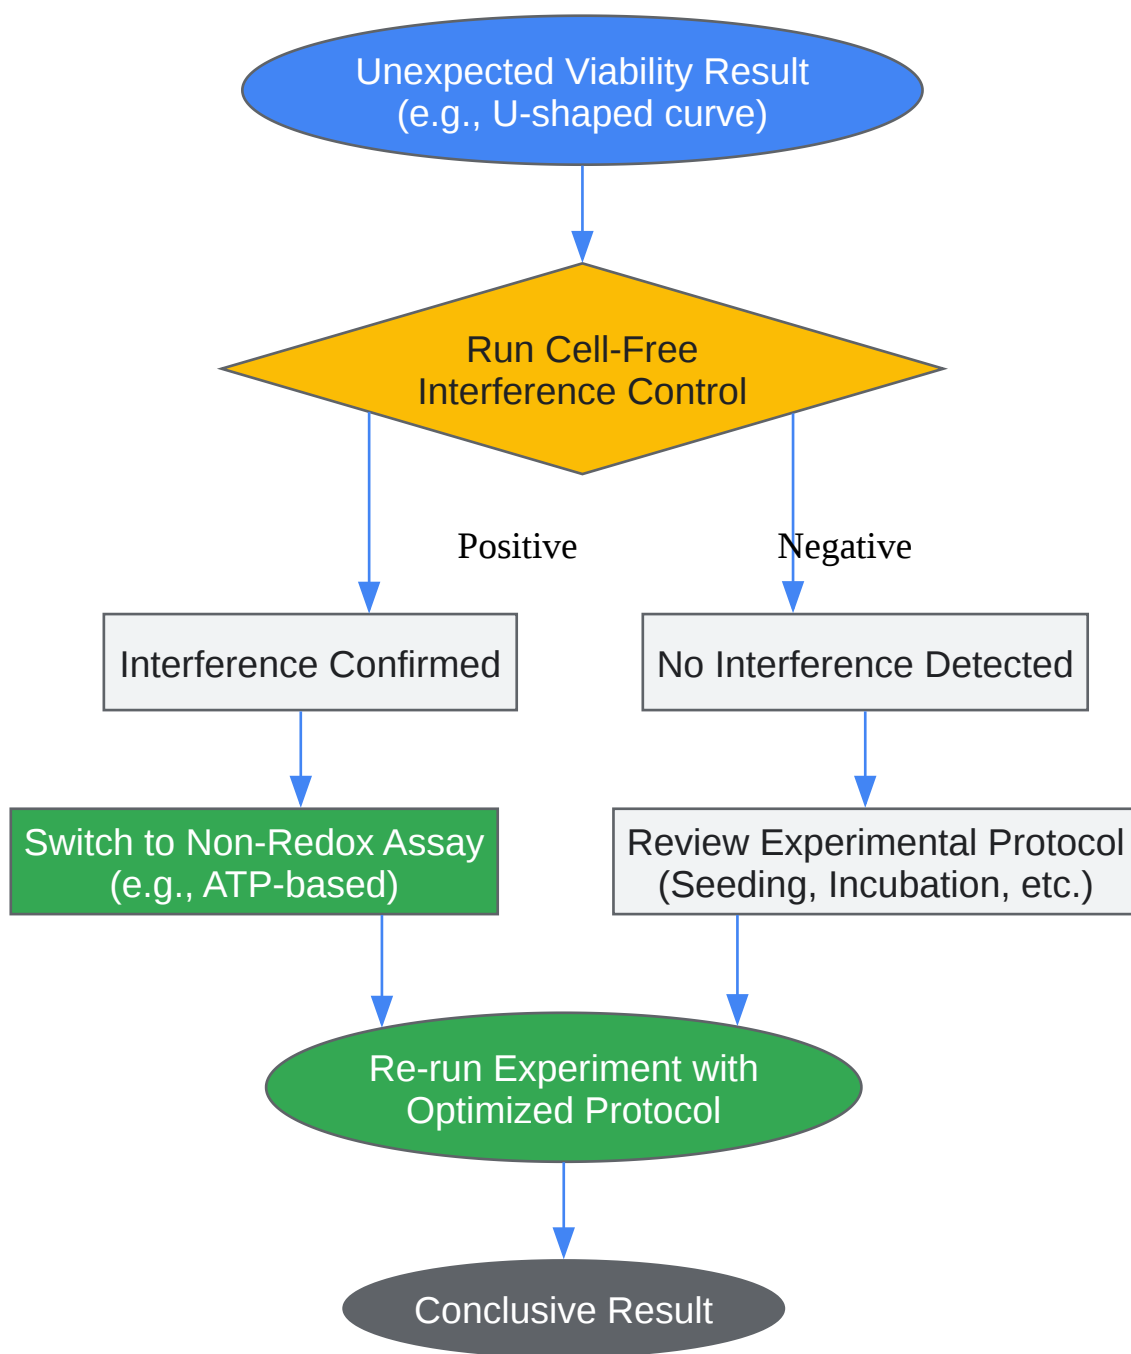 Unexpected Viability Result
(e.g., U-shaped curve)
Run Cell-Free
Interference Control
Positive
Negative
Interference Confirmed
No Interference Detected
Switch to Non-Redox Assay
(e.g., ATP-based)
Review Experimental Protocol
(Seeding, Incubation, etc.)
Re-run Experiment with
Optimized Protocol
Conclusive Result